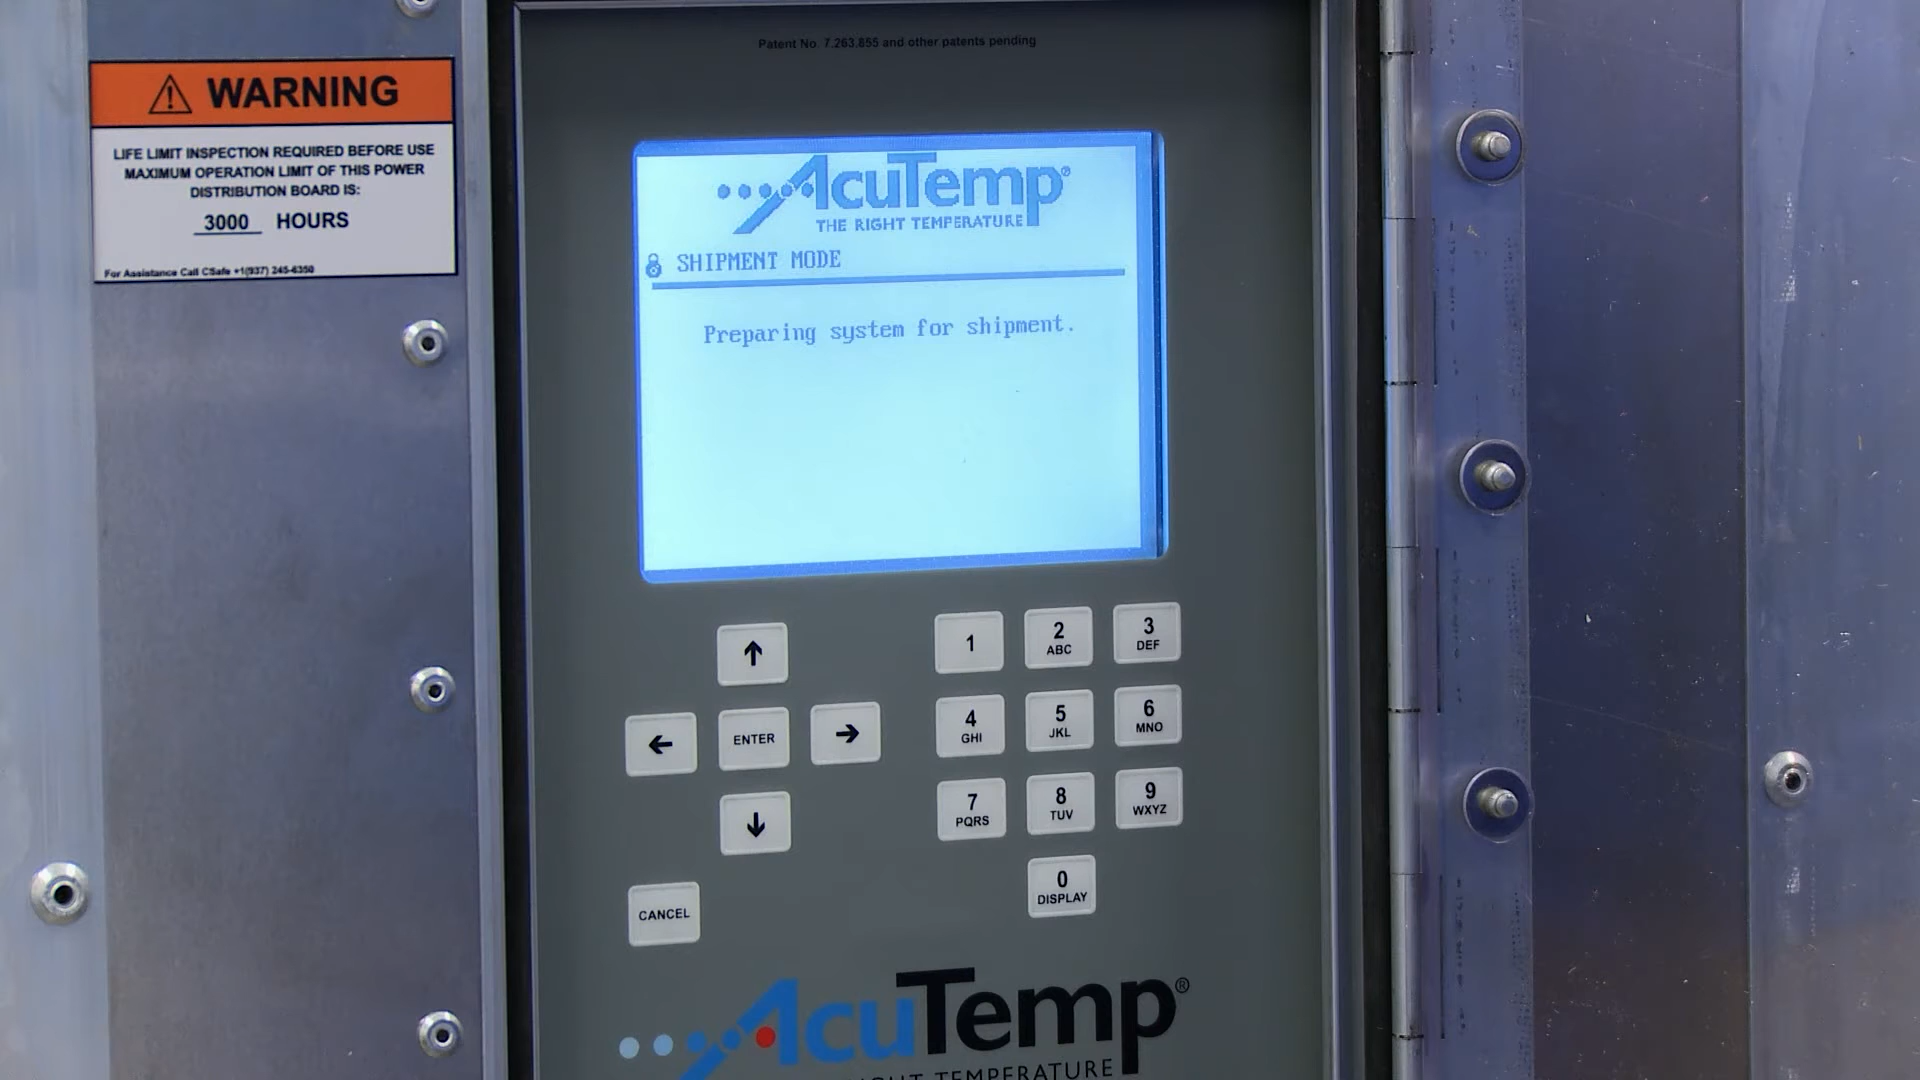 Patent No. 7,263,855 and other patents pending
WARNING
LIFE LIMIT INSPECTION REQUIRED BEFORE USE
MAXIMUM OPERATION LIMIT OF THIS POWER
DISTRIBUTION BOARD IS:
3000 HOURS
For Assistance Call CSafe +1(937) 245-6350
AcuTemp®
THE RIGHT TEMPERATURE
SHIPMENT MODE
Preparing system for shipment.
1
2 ABC
3 DEF
ENTER
4 GHI
5 JKL
6 MNO
7 PQRS
8 TUV
9 WXYZ
CANCEL
0 DISPLAY
AcuTemp®
TEMPERATURE